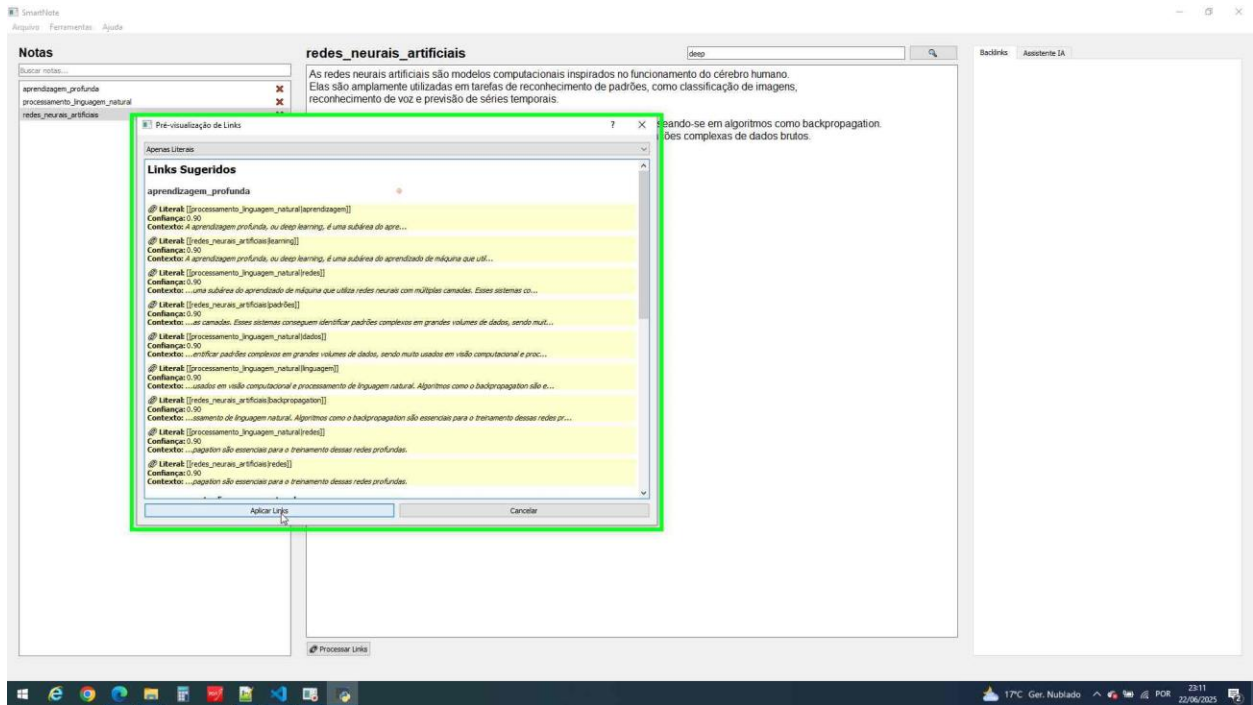 SmartNote
Arquivo Ferramentas Ajuda
Notas
Buscar notas...
aprendizagem_profunda
processamento_linguagem_natural
redes_neurais_artificiais
redes_neurais_artificiais
deep
As redes neurais artificiais são modelos computacionais inspirados no funcionamento do cérebro humano.
Elas são amplamente utilizadas em tarefas de reconhecimento de padrões, como classificação de imagens,
reconhecimento de voz e previsão de séries temporais.
seando-se em algoritmos como backpropagation.
ões complexas de dados brutos.
Backlinks Assistente IA
Pré-visualização de Links
Apenas Literais
Links Sugeridos
aprendizagem_profunda
Literal: [[processamento_linguagem_natural|aprendizagem]]
Confiança: 0.90
Contexto: A aprendizagem profunda, ou deep learning, é uma subárea do apre...
Literal: [[redes_neurais_artificiais|learning]]
Confiança: 0.90
Contexto: A aprendizagem profunda, ou deep learning, é uma subárea do aprendizado de máquina que util...
Literal: [[processamento_linguagem_natural|redes]]
Confiança: 0.90
Contexto: ...uma subárea do aprendizado de máquina que utiliza redes neurais com múltiplas camadas. Esses sistemas co...
Literal: [[redes_neurais_artificiais|padrões]]
Confiança: 0.90
Contexto: ...as camadas. Esses sistemas conseguem identificar padrões complexos em grandes volumes de dados, sendo muit...
Literal: [[processamento_linguagem_natural|dados]]
Confiança: 0.90
Contexto: ...entificar padrões complexos em grandes volumes de dados, sendo muito usados em visão computacional e proc...
Literal: [[processamento_linguagem_natural|linguagem]]
Confiança: 0.90
Contexto: ...usados em visão computacional e processamento de linguagem natural. Algoritmos como o backpropagation são e...
Literal: [[redes_neurais_artificiais|backpropagation]]
Confiança: 0.90
Contexto: ...ssamento de linguagem natural. Algoritmos como o backpropagation são essenciais para o treinamento dessas redes pr...
Literal: [[processamento_linguagem_natural|redes]]
Confiança: 0.90
Contexto: ...pagation são essenciais para o treinamento dessas redes profundas.
Literal: [[redes_neurais_artificiais|redes]]
Confiança: 0.90
Contexto: ...pagation são essenciais para o treinamento dessas redes profundas.
Aplicar Links
Cancelar
Processar Links
17°C Ger. Nublado
POR
23:11
22/06/2025